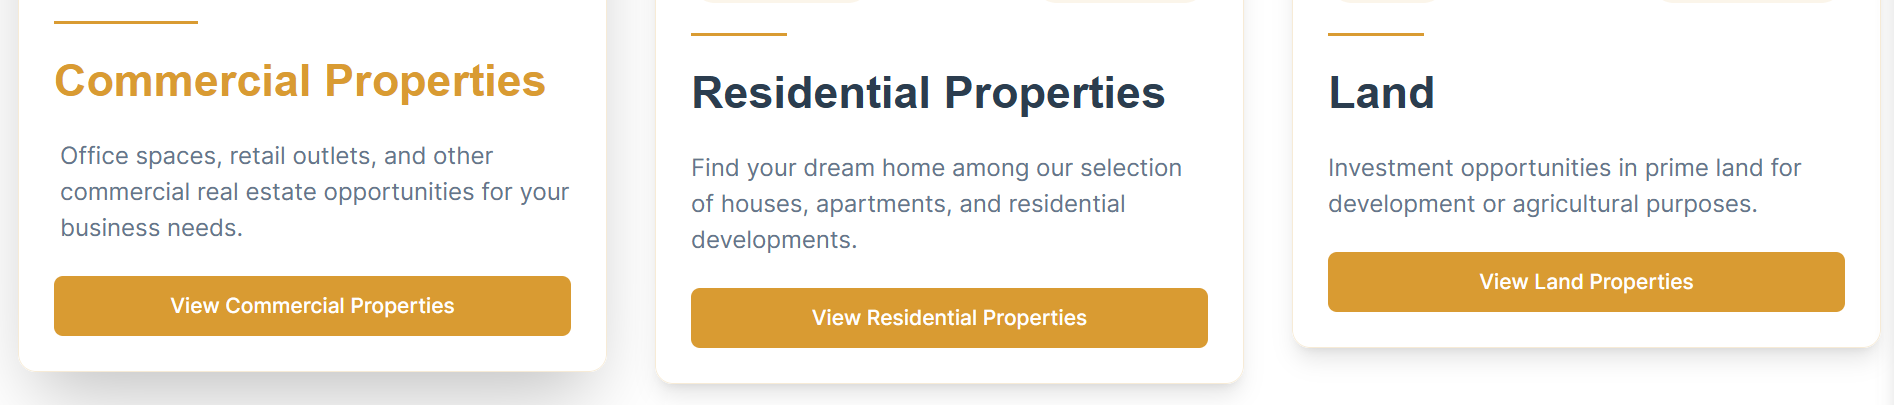 Commercial Properties
Office spaces, retail outlets, and other
commercial real estate opportunities for your
business needs.
View Commercial Properties
Residential Properties
Find your dream home among our selection
of houses, apartments, and residential
developments.
View Residential Properties
Land
Investment opportunities in prime land for
development or agricultural purposes.
View Land Properties